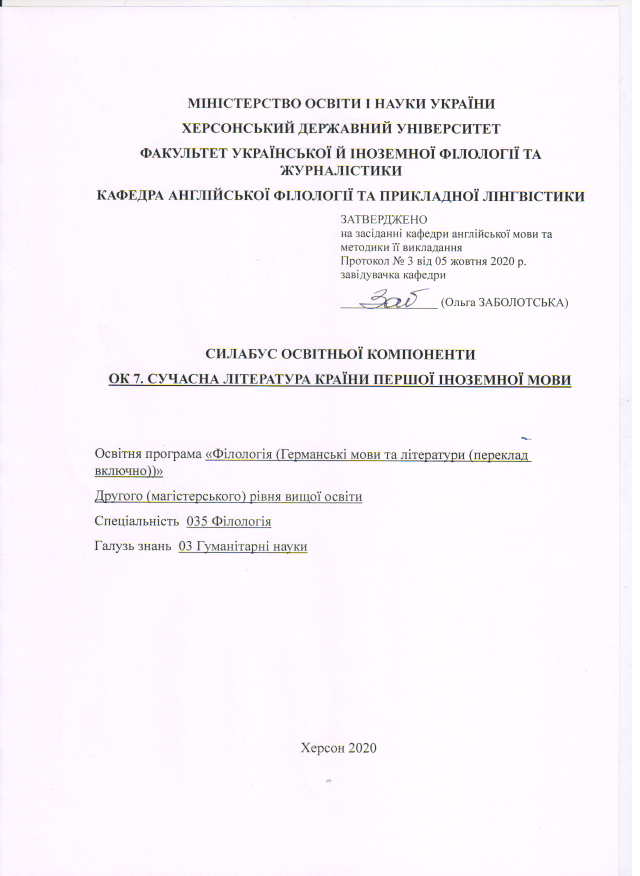 МІНІСТЕРСТВО ОСВІТИ І НАУКИ УКРАЇНИ
ХЕРСОНСЬКИЙ ДЕРЖАВНИЙ УНІВЕРСИТЕТ
ФАКУЛЬТЕТ УКРАЇНСЬКОЇ Й ІНОЗЕМНОЇ ФІЛОЛОГІЇ ТА
ЖУРНАЛІСТИКИ
КАФЕДРА АНГЛІЙСЬКОЇ ФІЛОЛОГІЇ ТА ПРИКЛАДНОЇ ЛІНГВІСТИКИ
ЗАТВЕРДЖЕНО
на засіданні кафедри англійської мови та
методики її викладання
Протокол № 3 від 05 жовтня 2020 р.
завідувачка кафедри
Заб (Ольга ЗАБОЛОТСЬКА)
СИЛАБУС ОСВІТНЬОЇ КОМПОНЕНТИ
ОК 7. СУЧАСНА ЛІТЕРАТУРА КРАЇНИ ПЕРШОЇ ІНОЗЕМНОЇ МОВИ
Освітня програма «Філологія (Германські мови та літератури (переклад
включно))»
Другого (магістерського) рівня вищої освіти
Спеціальність 035 Філологія
Галузь знань 03 Гуманітарні науки
Херсон 2020